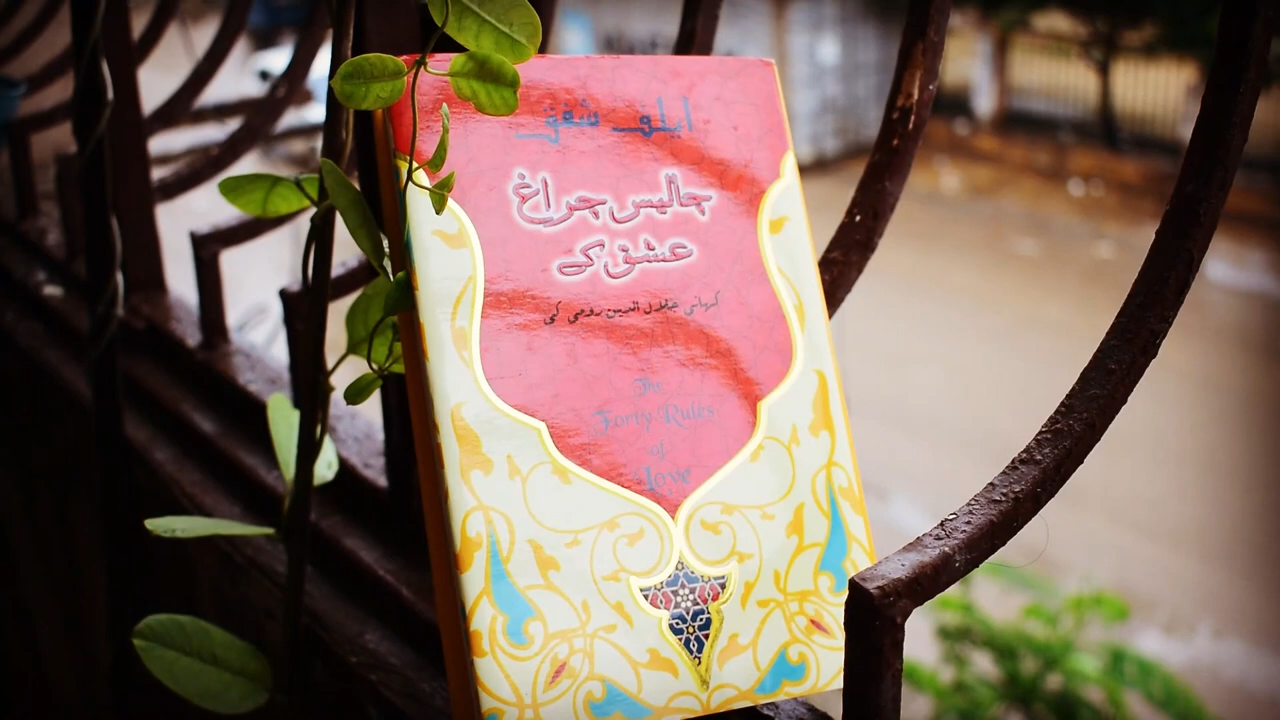 ایلف شفق
چالیس چراغ
عشق کے
کہانی جلال الدین رومی کی
The
Forty Rules
of
Love